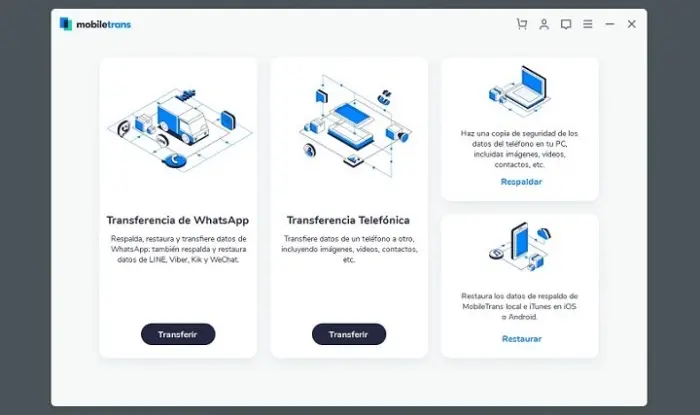 mobiletrans
Transferencia de WhatsApp
Respalda, restaura y transfiere datos de
WhatsApp; también respalda y restaura
datos de LINE, Viber, Kik y WeChat.
Transferir
Transferencia Telefónica
Transfiere datos de un teléfono a otro,
incluyendo imágenes, videos, contactos,
etc.
Transferir
Haz una copia de seguridad de los
datos del teléfono en tu PC,
incluidas imágenes, videos,
contactos, etc.
Respaldar
Restaura los datos de respaldo de
MobileTrans local e iTunes en iOS
o Android.
Restaurar